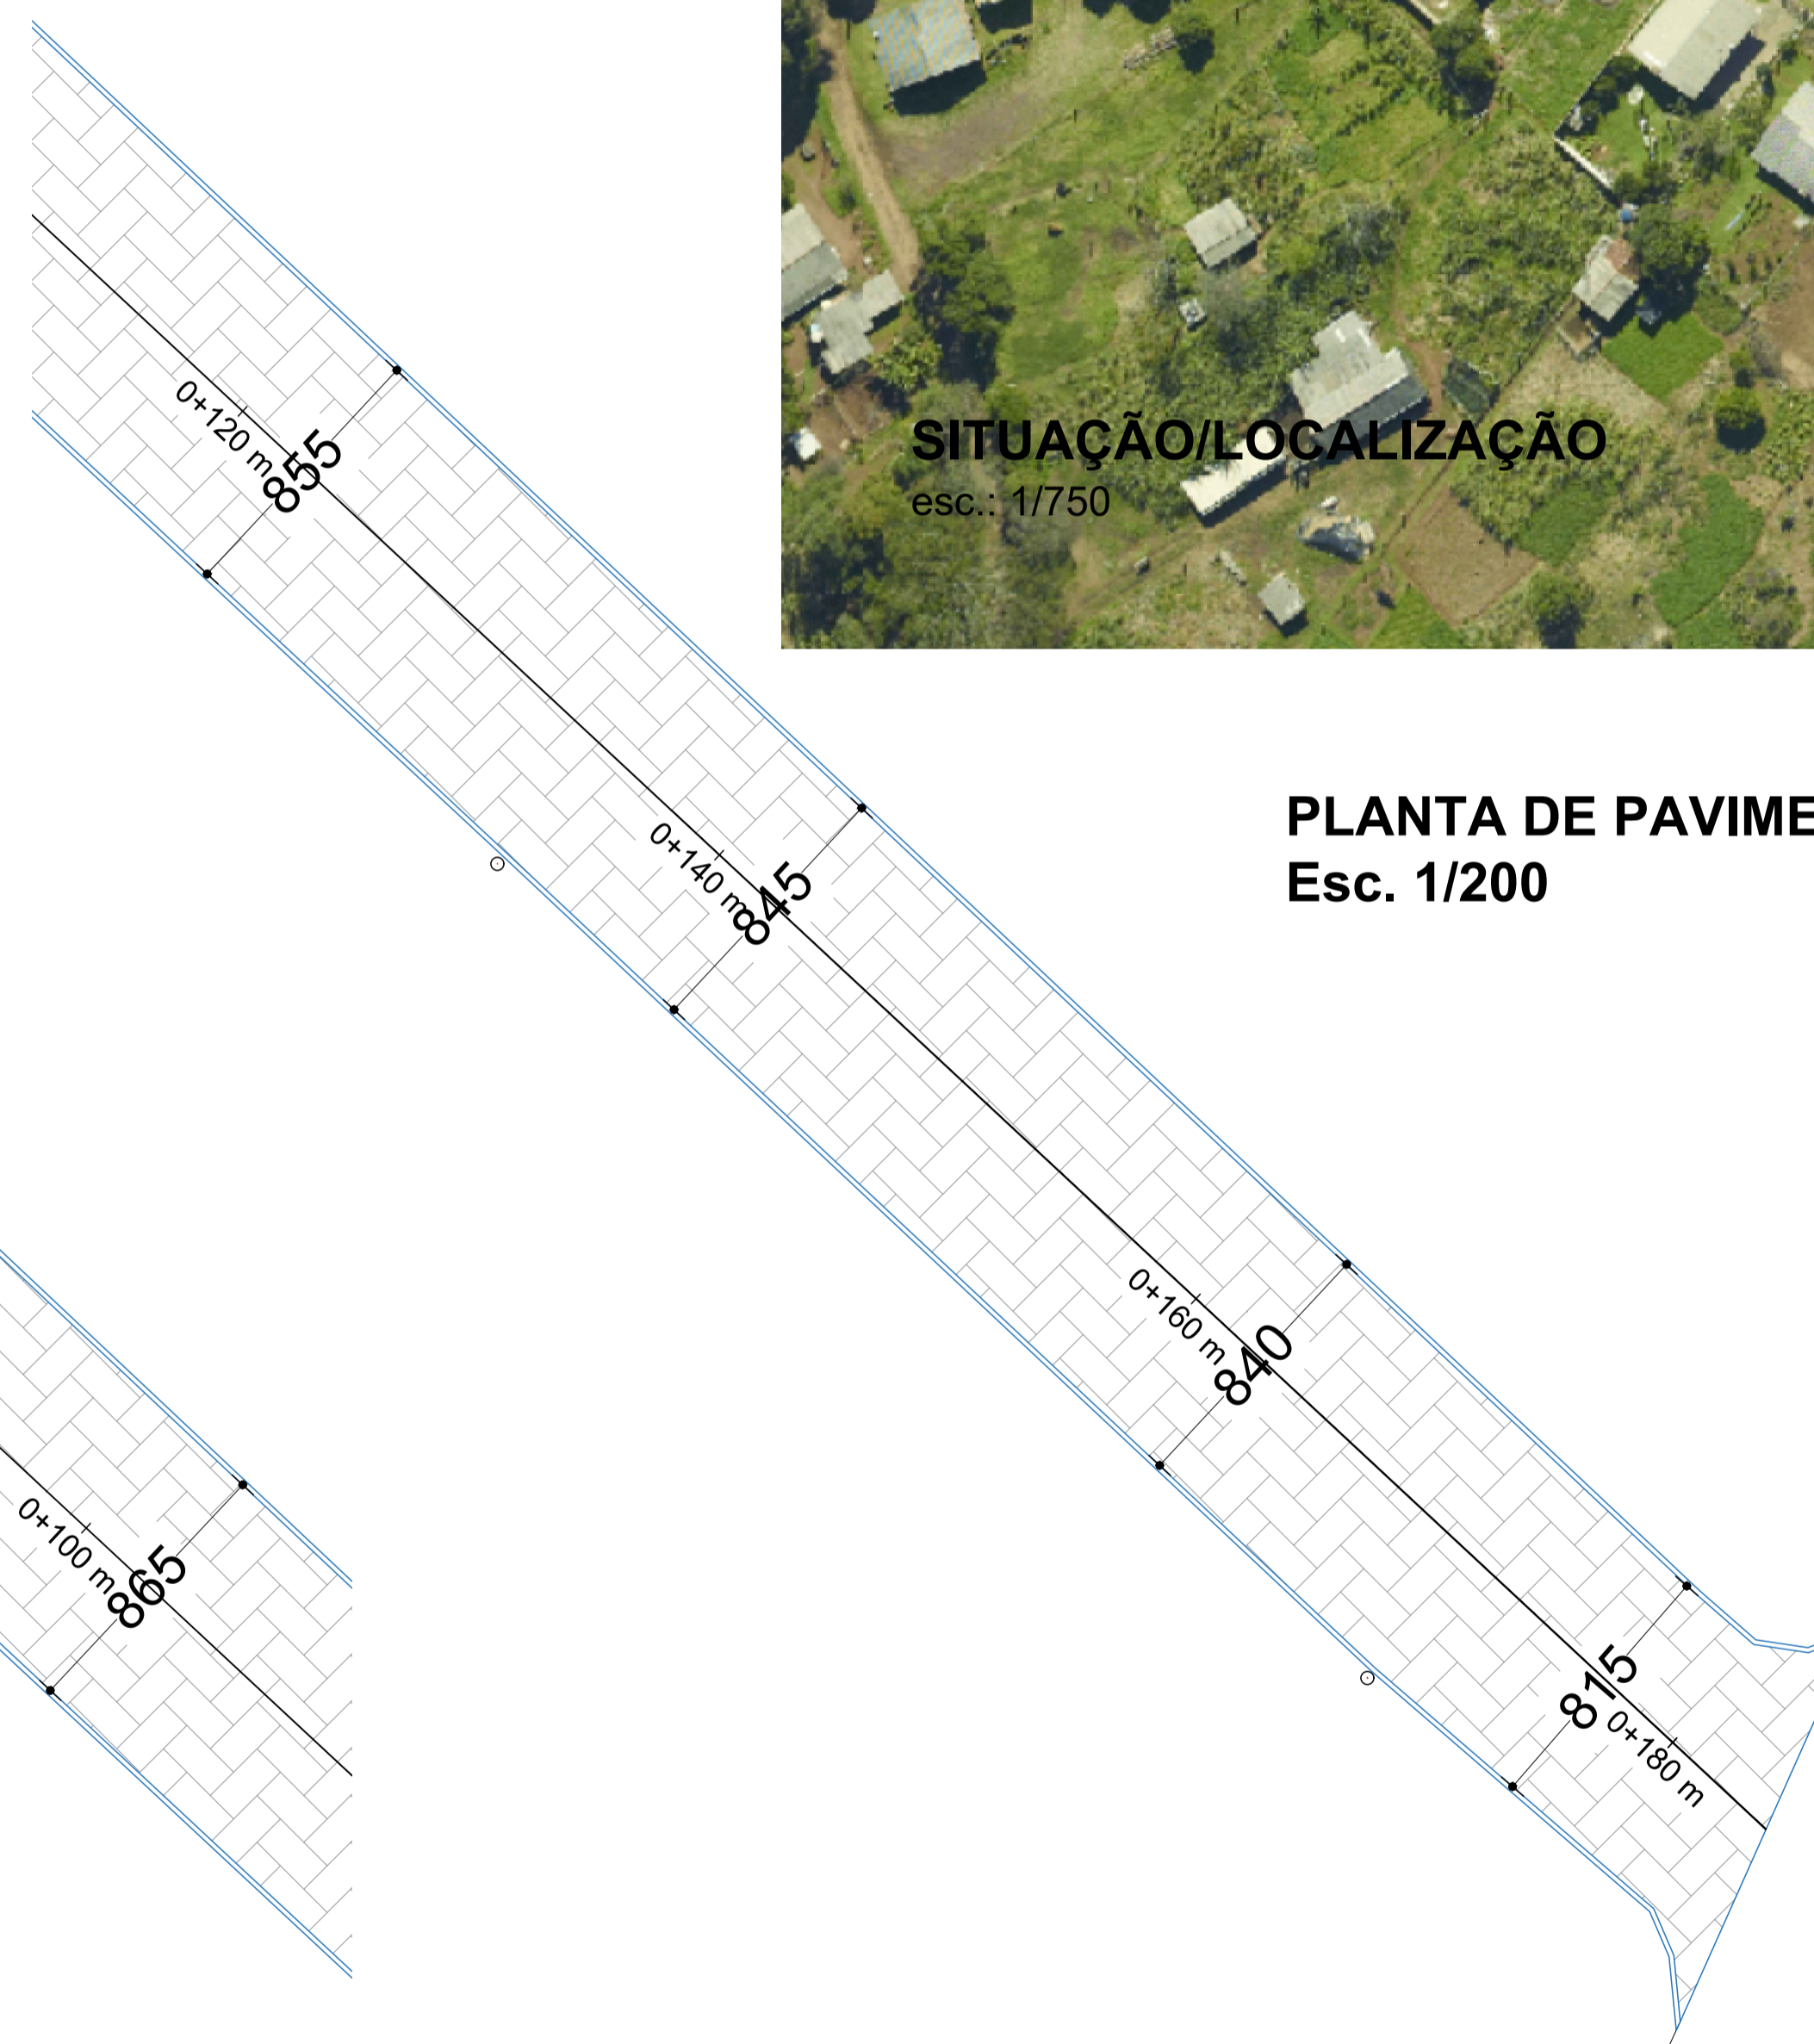 SITUAÇÃO/LOCALIZAÇÃO
esc.: 1/750
PLANTA DE PAVIME
Esc. 1/200
0+120 m
855
0+140 m
845
0+160 m
840
815
0+180 m
0+100 m
865